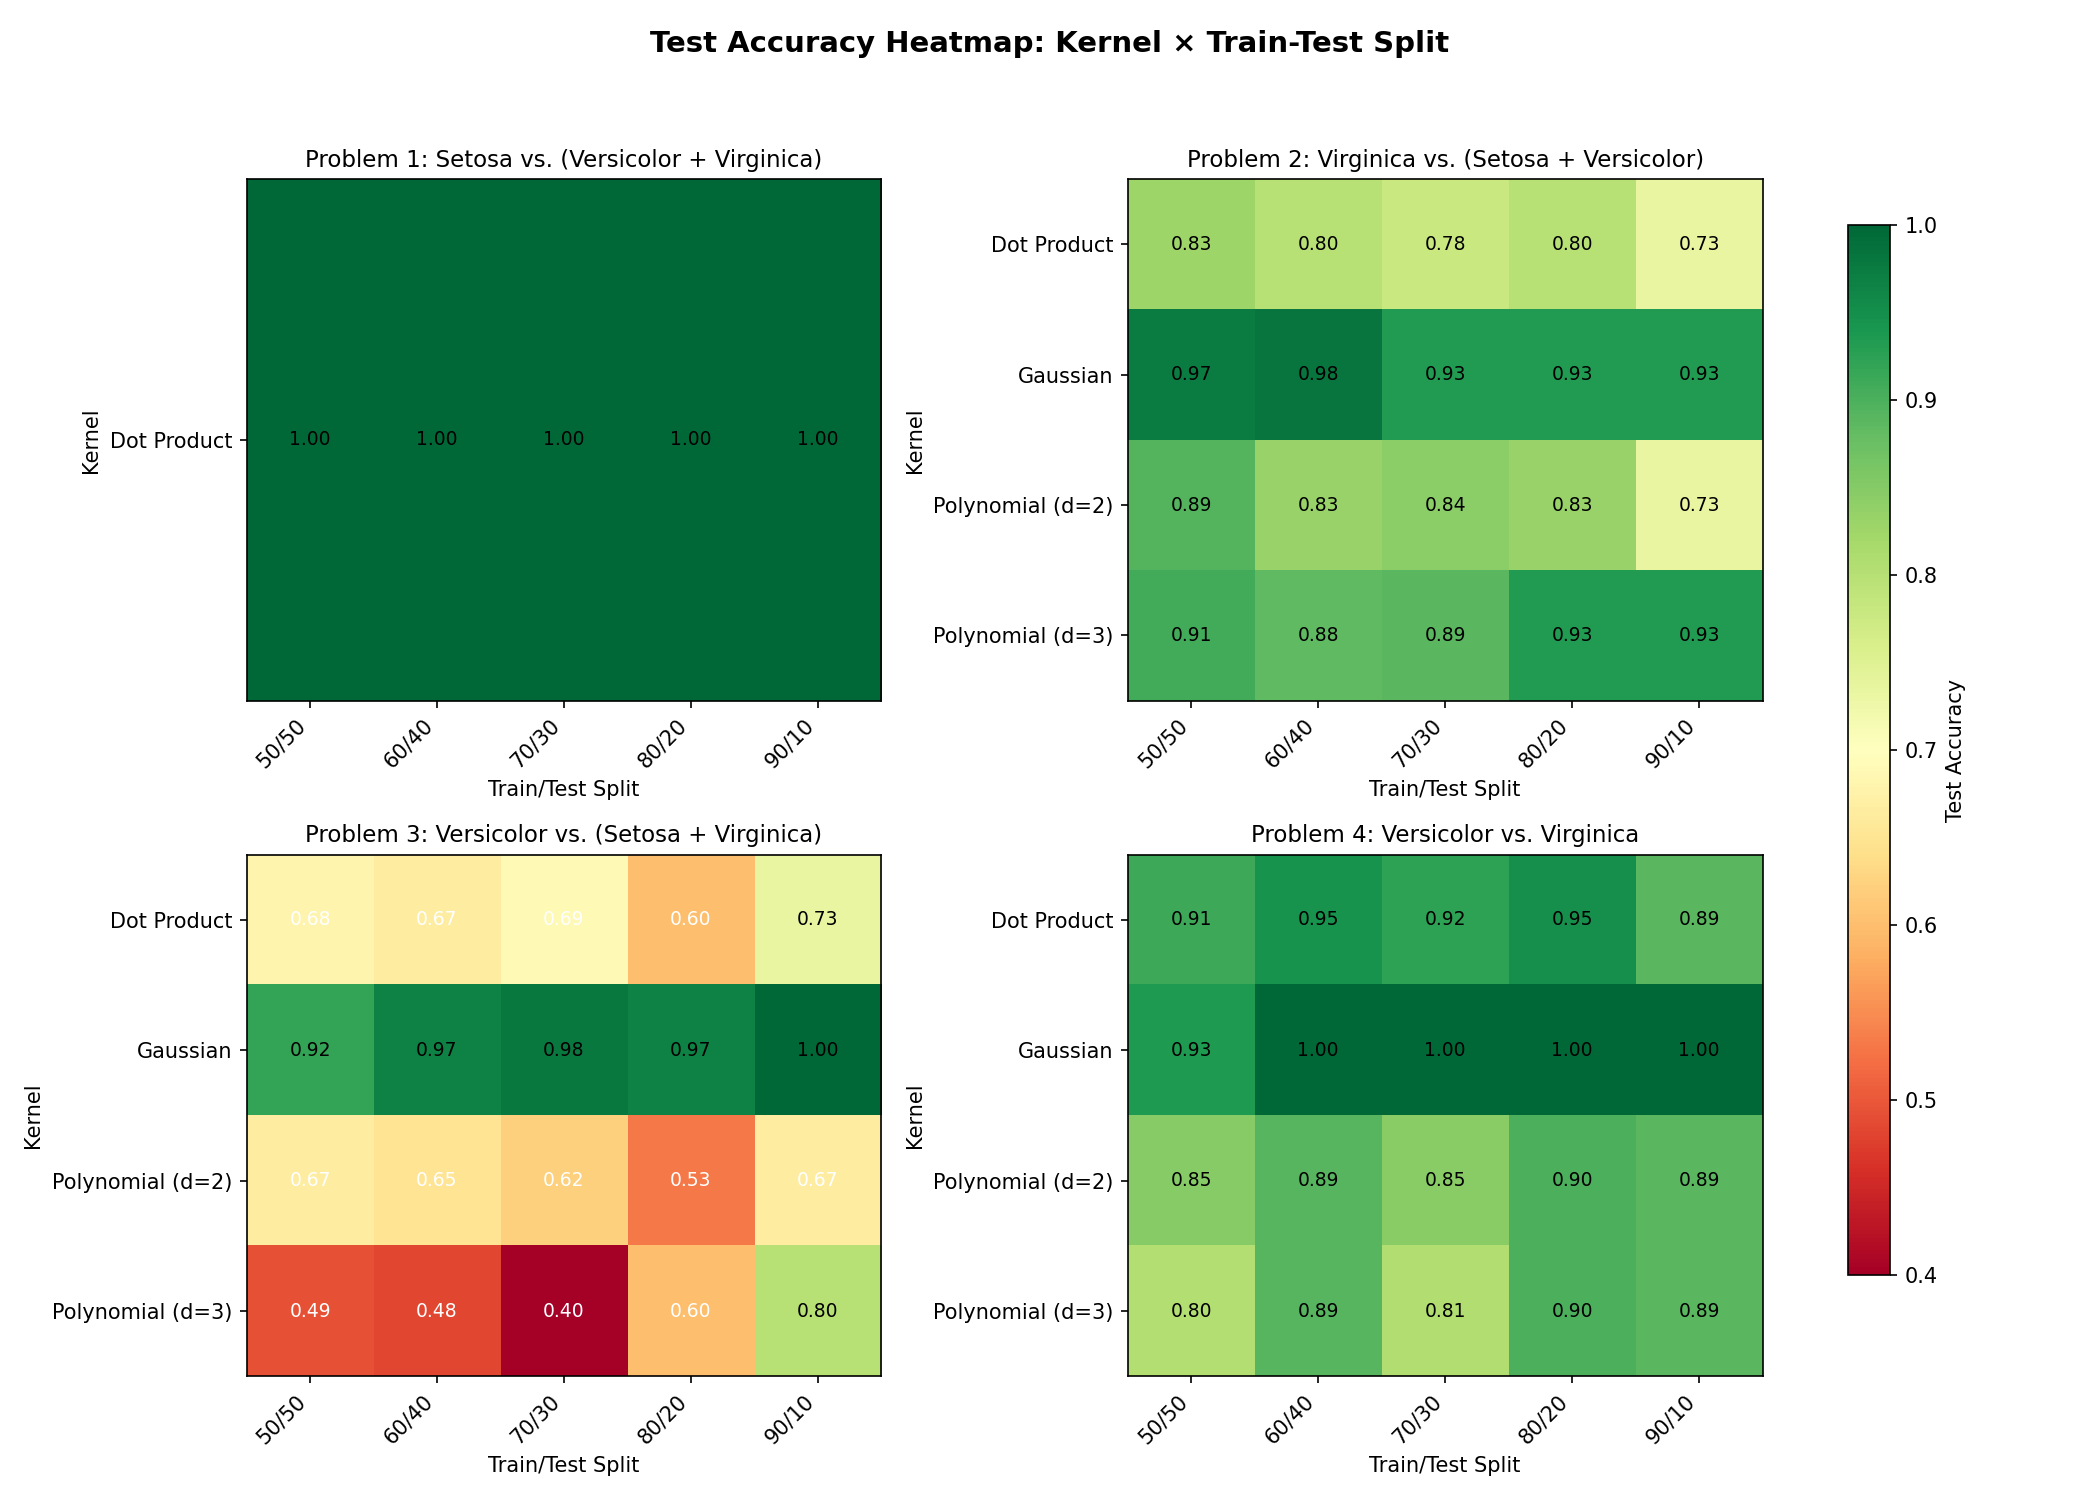 Test Accuracy Heatmap: Kernel × Train-Test Split
Problem 1: Setosa vs. (Versicolor + Virginica)
Kernel
Dot Product
1.00 1.00 1.00 1.00 1.00
50/50 60/40 70/30 80/20 90/10
Train/Test Split
Problem 2: Virginica vs. (Setosa + Versicolor)
Kernel
Dot Product 0.83 0.80 0.78 0.80 0.73
Gaussian 0.97 0.98 0.93 0.93 0.93
Polynomial (d=2) 0.89 0.83 0.84 0.83 0.73
Polynomial (d=3) 0.91 0.88 0.89 0.93 0.93
50/50 60/40 70/30 80/20 90/10
Train/Test Split
Problem 3: Versicolor vs. (Setosa + Virginica)
Kernel
Dot Product 0.68 0.67 0.69 0.60 0.73
Gaussian 0.92 0.97 0.98 0.97 1.00
Polynomial (d=2) 0.67 0.65 0.62 0.53 0.67
Polynomial (d=3) 0.49 0.48 0.40 0.60 0.80
50/50 60/40 70/30 80/20 90/10
Train/Test Split
Problem 4: Versicolor vs. Virginica
Kernel
Dot Product 0.91 0.95 0.92 0.95 0.89
Gaussian 0.93 1.00 1.00 1.00 1.00
Polynomial (d=2) 0.85 0.89 0.85 0.90 0.89
Polynomial (d=3) 0.80 0.89 0.81 0.90 0.89
50/50 60/40 70/30 80/20 90/10
Train/Test Split
1.0
0.9
0.8
0.7
0.6
0.5
0.4
Test Accuracy